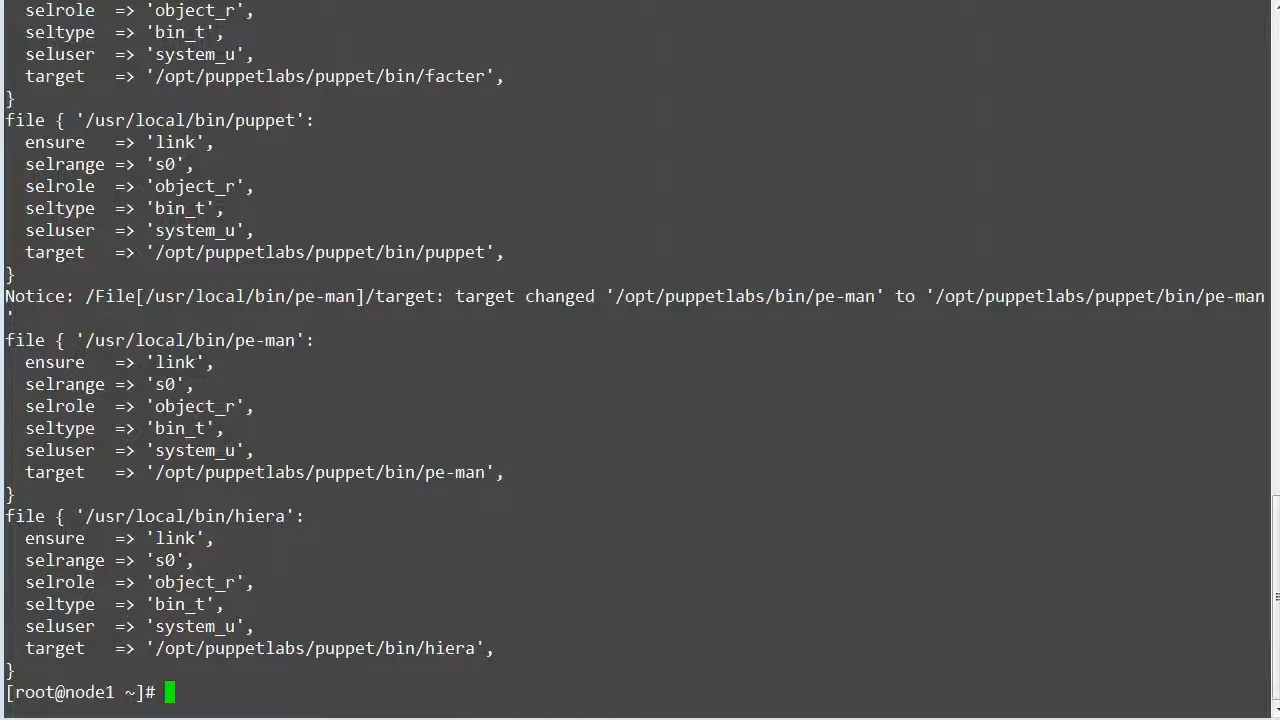 selrole  => 'object_r',
  seltype  => 'bin_t',
  seluser  => 'system_u',
  target   => '/opt/puppetlabs/puppet/bin/facter',
}
file { '/usr/local/bin/puppet':
  ensure   => 'link',
  selrange => 's0',
  selrole  => 'object_r',
  seltype  => 'bin_t',
  seluser  => 'system_u',
  target   => '/opt/puppetlabs/puppet/bin/puppet',
}
Notice: /File[/usr/local/bin/pe-man]/target: target changed '/opt/puppetlabs/bin/pe-man' to '/opt/puppetlabs/puppet/bin/pe-man
'
file { '/usr/local/bin/pe-man':
  ensure   => 'link',
  selrange => 's0',
  selrole  => 'object_r',
  seltype  => 'bin_t',
  seluser  => 'system_u',
  target   => '/opt/puppetlabs/puppet/bin/pe-man',
}
file { '/usr/local/bin/hiera':
  ensure   => 'link',
  selrange => 's0',
  selrole  => 'object_r',
  seltype  => 'bin_t',
  seluser  => 'system_u',
  target   => '/opt/puppetlabs/puppet/bin/hiera',
}
[root@node1 ~]#